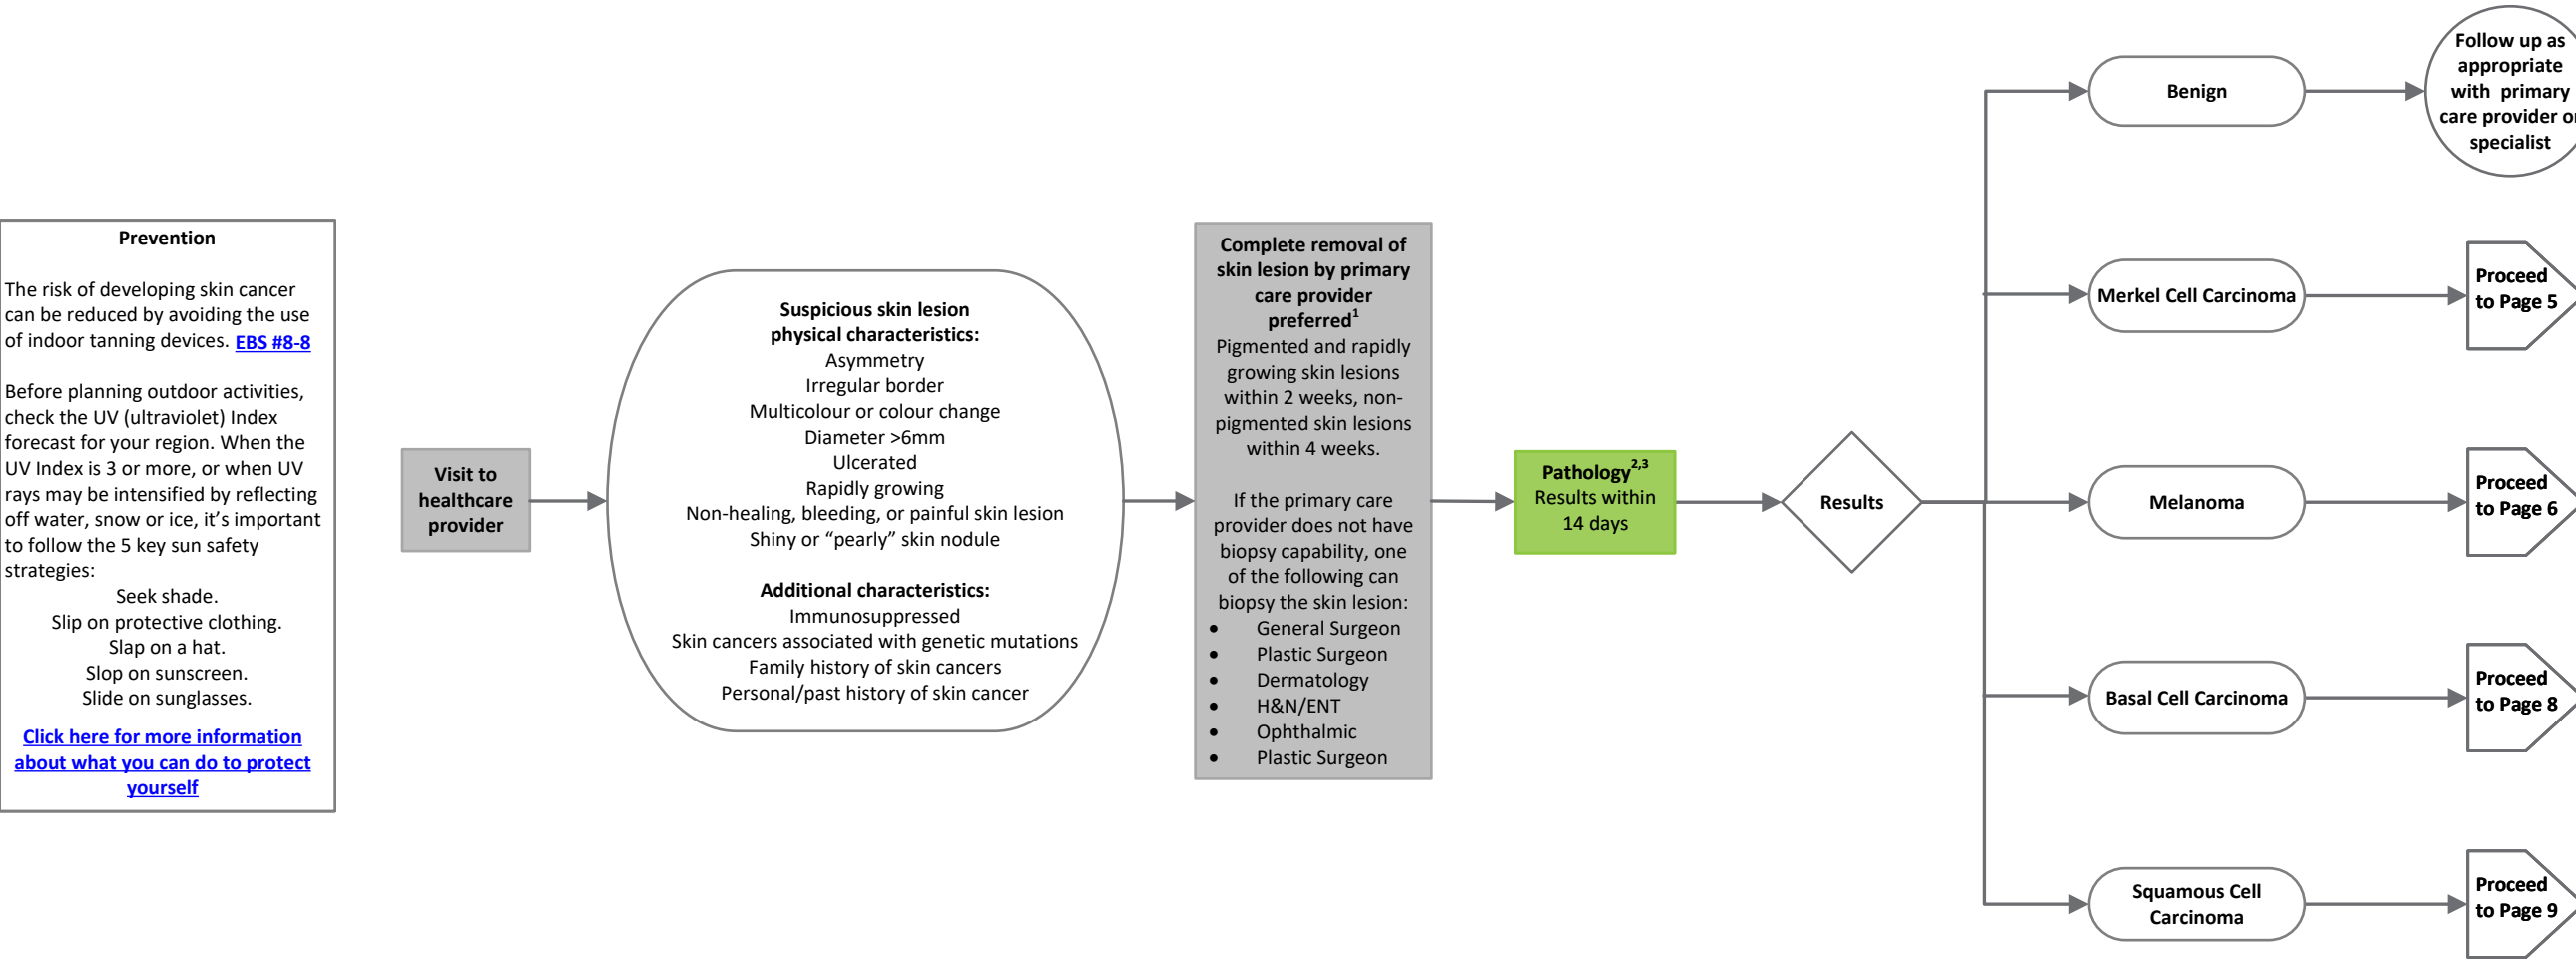 Prevention
The risk of developing skin cancer
can be reduced by avoiding the use
of indoor tanning devices. EBS #8-8
Before planning outdoor activities,
check the UV (ultraviolet) Index
forecast for your region. When the
UV Index is 3 or more, or when UV
rays may be intensified by reflecting
off water, snow or ice, it’s important
to follow the 5 key sun safety
strategies:
Seek shade.
Slip on protective clothing.
Slap on a hat.
Slop on sunscreen.
Slide on sunglasses.
Click here for more information
about what you can do to protect
yourself
Visit to
healthcare
provider
Suspicious skin lesion
physical characteristics:
Asymmetry
Irregular border
Multicolour or colour change
Diameter >6mm
Ulcerated
Rapidly growing
Non-healing, bleeding, or painful skin lesion
Shiny or “pearly” skin nodule
Additional characteristics:
Immunosuppressed
Skin cancers associated with genetic mutations
Family history of skin cancers
Personal/past history of skin cancer
Complete removal of
skin lesion by primary
care provider
preferred¹
Pigmented and rapidly
growing skin lesions
within 2 weeks, non-
pigmented skin lesions
within 4 weeks.
If the primary care
provider does not have
biopsy capability, one
of the following can
biopsy the skin lesion:
• General Surgeon
• Plastic Surgeon
• Dermatology
• H&N/ENT
• Ophthalmic
• Plastic Surgeon
Pathology²,³
Results within
14 days
Results
Benign
Follow up as
appropriate
with primary
care provider or
specialist
Merkel Cell Carcinoma
Proceed
to Page 5
Melanoma
Proceed
to Page 6
Basal Cell Carcinoma
Proceed
to Page 8
Squamous Cell
Carcinoma
Proceed
to Page 9